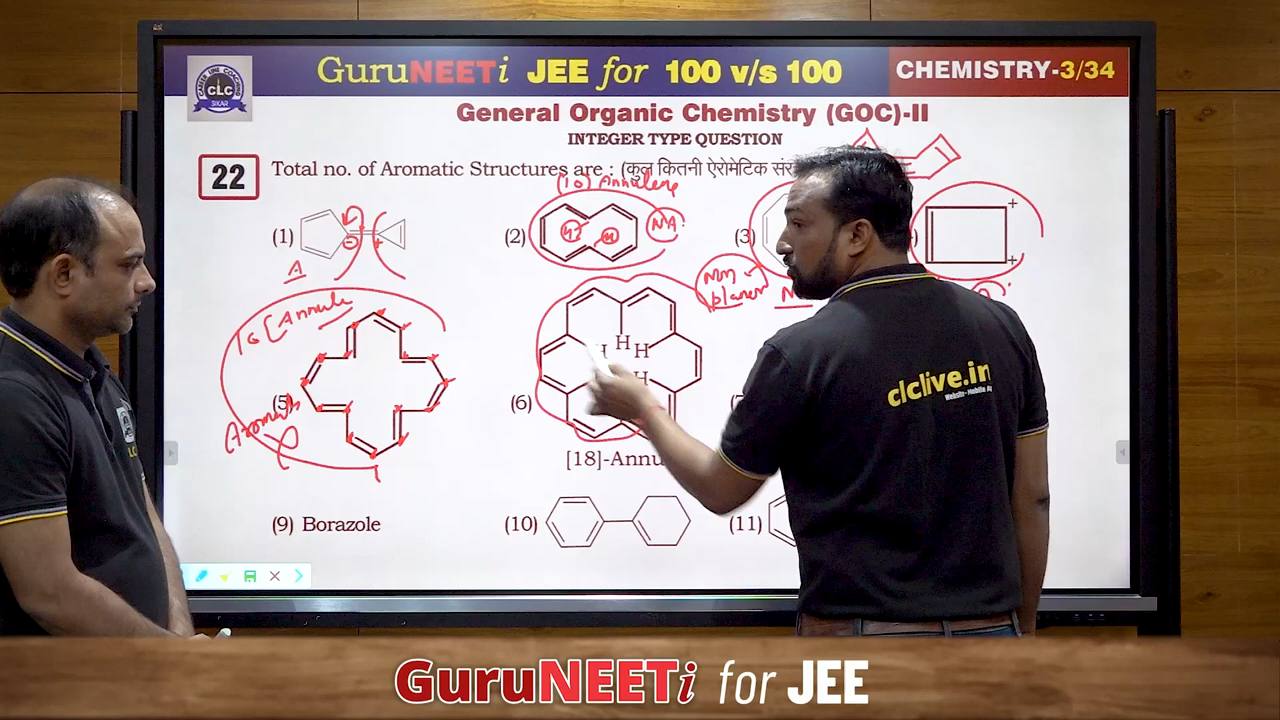 CLC
SIKAR
GuruNEETi JEE for 100 v/s 100
CHEMISTRY-3/34
General Organic Chemistry (GOC)-II
INTEGER TYPE QUESTION
22
Total no. of Aromatic Structures are : (कुल कितनी ऐरोमेटिक
(10) Annulene
(1)
A
(2)
H
H
NA
(3)
+
+
Non
planer
16 [Annule
(5)
Aromatic
(6)
H
H
H
H
[18]-Annu
(9) Borazole
(10)
(11)
clclive.in
GuruNEETi for JEE